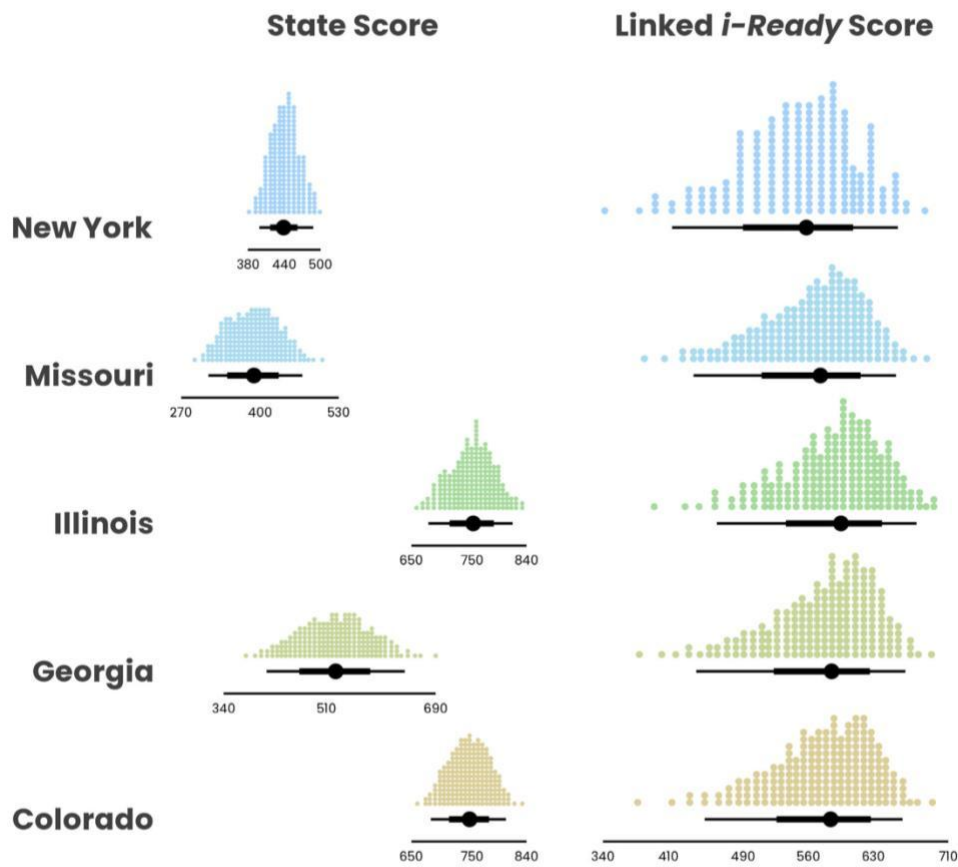 State Score
Linked i-Ready Score
New York
380 440 500
Missouri
270 400 530
Illinois
650 750 840
Georgia
340 510 690
Colorado
650 750 840
340 410 490 560 630 710